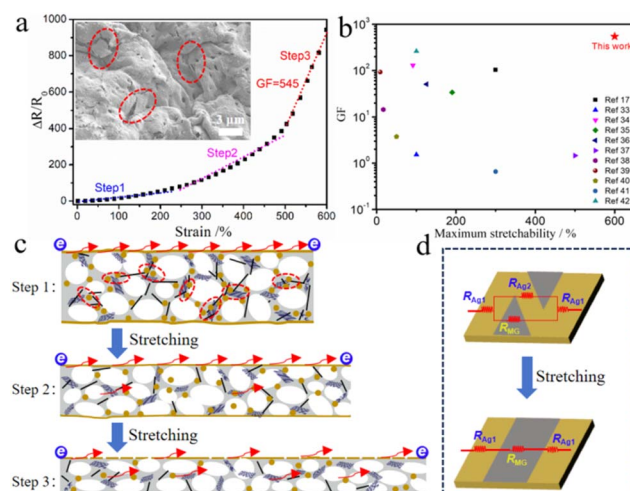 a
1000
800
600
400
200
0
ΔR/R0
0 100 200 300 400 500 600
Strain /%
Step1
Step2
Step3
GF=545
3 μm
b
10³
10²
10¹
10⁰
10⁻¹
GF
0 200 400 600
Maximum stretchability / %
This work
Ref 17
Ref 33
Ref 34
Ref 35
Ref 36
Ref 37
Ref 38
Ref 39
Ref 40
Ref 41
Ref 42
c
e e
Step 1 :
Stretching
e e
Step 2:
Stretching
e e
Step 3:
d
RAg2
RAg1 RAg1
RMG
Stretching
RAg1 RAg1
RMG